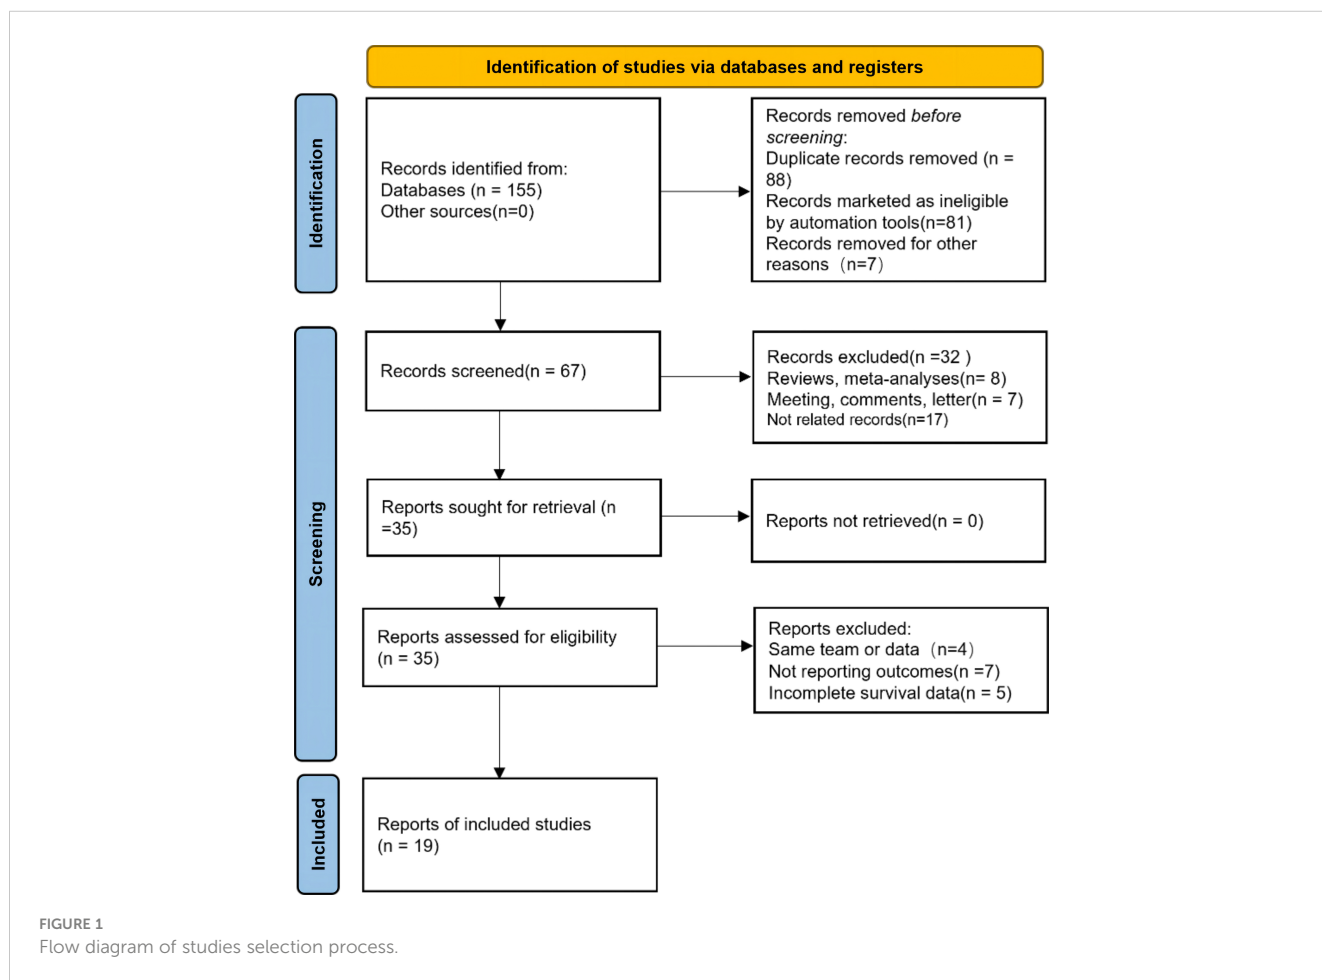 Identification of studies via databases and registers
Identification
Records identified from:
Databases (n = 155)
Other sources(n=0)
Records removed before
screening:
Duplicate records removed (n =
88)
Records marketed as ineligible
by automation tools(n=81)
Records removed for other
reasons（n=7）
Screening
Records screened(n = 67)
Records excluded(n =32 )
Reviews, meta-analyses(n= 8)
Meeting, comments, letter(n = 7)
Not related records(n=17)
Reports sought for retrieval (n
=35)
Reports not retrieved(n = 0)
Reports assessed for eligibility
(n = 35)
Reports excluded:
Same team or data（n=4）
Not reporting outcomes(n =7)
Incomplete survival data(n = 5)
Included
Reports of included studies
(n = 19)
FIGURE 1
Flow diagram of studies selection process.